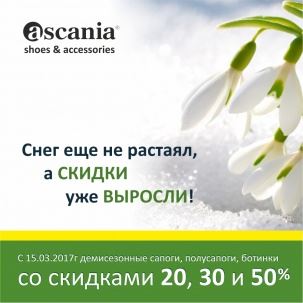 ascania®
shoes & accessories
Снег еще не растаял,
а СКИДКИ
уже ВЫРОСЛИ!
С 15.03.2017г демисезонные сапоги, полусапоги, ботинки
со скидками 20, 30 и 50%